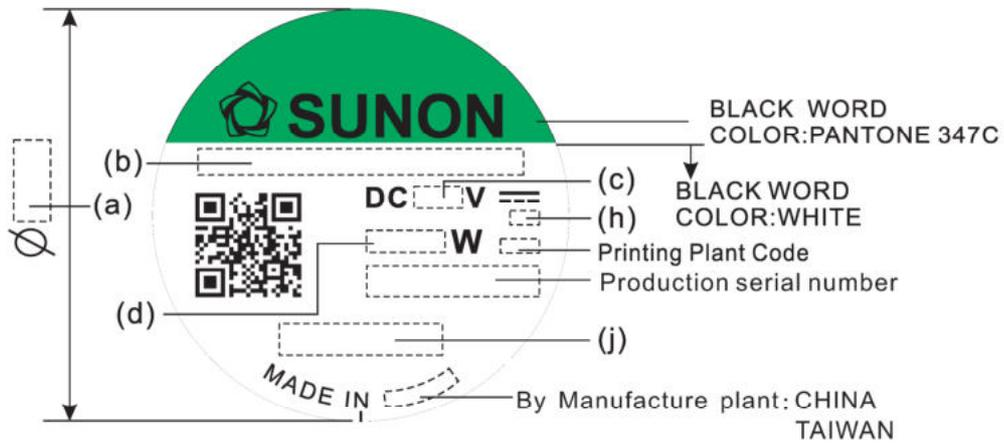 SUNON
BLACK WORD
COLOR:PANTONE 347C
(b)
(c)
DC V
BLACK WORD
COLOR:WHITE
(a)
(h)
Ø
W
Printing Plant Code
Production serial number
(d)
(j)
MADE IN
By Manufacture plant: CHINA
TAIWAN